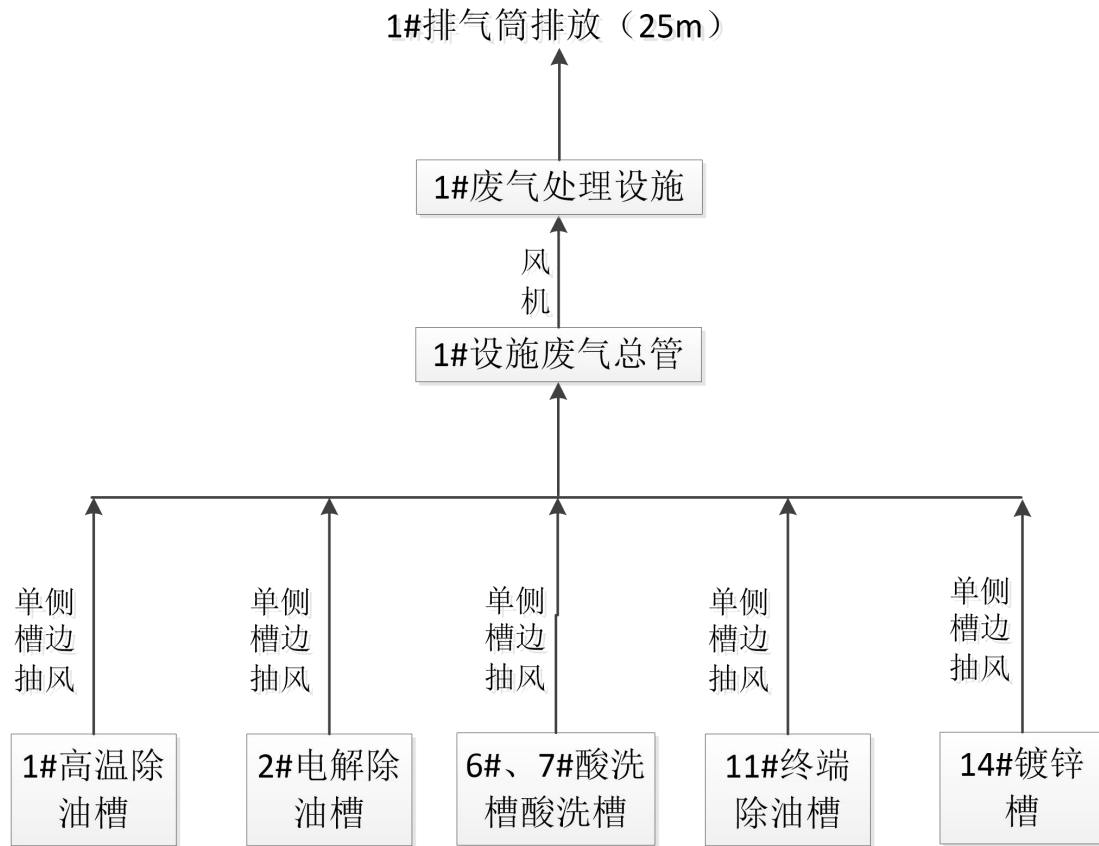 1#排气筒排放（25m）
1#废气处理设施
风
机
1#设施废气总管
单侧
槽边
抽风
单侧
槽边
抽风
单侧
槽边
抽风
单侧
槽边
抽风
单侧
槽边
抽风
1#高温除
油槽
2#电解除
油槽
6#、7#酸洗
槽酸洗槽
11#终端
除油槽
14#镀锌
槽